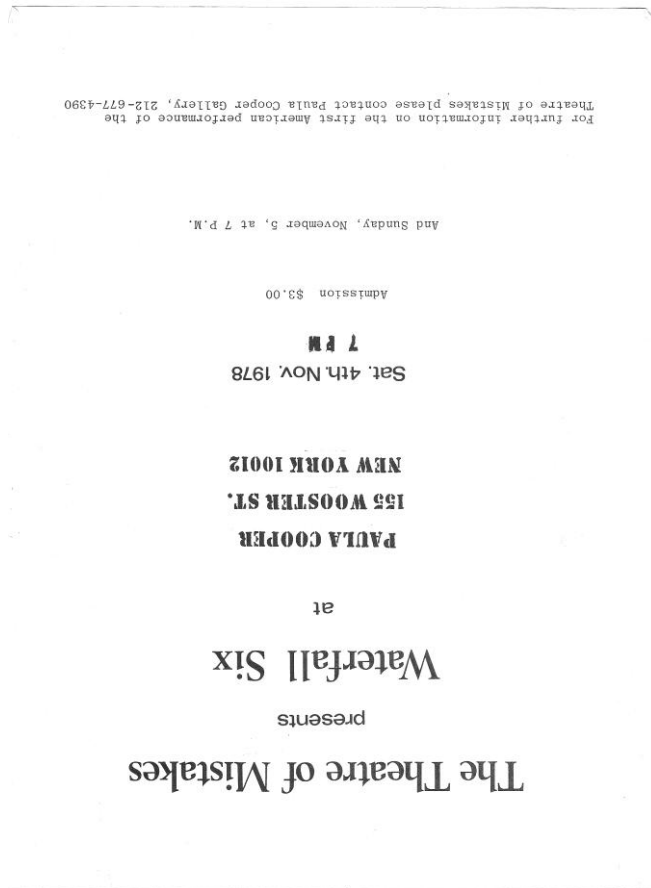 The Theatre of Mistakes
presents
Waterfall Six
at
PAULA COOPER
155 WOOSTER ST.
NEW YORK 10012
Sat. 4th. Nov. 1978
7 PM
Admission $3.00
And Sunday, November 5, at 7 P.M.
For further information on the first American performance of the
Theatre of Mistakes please contact Paula Cooper Gallery, 212-677-4390